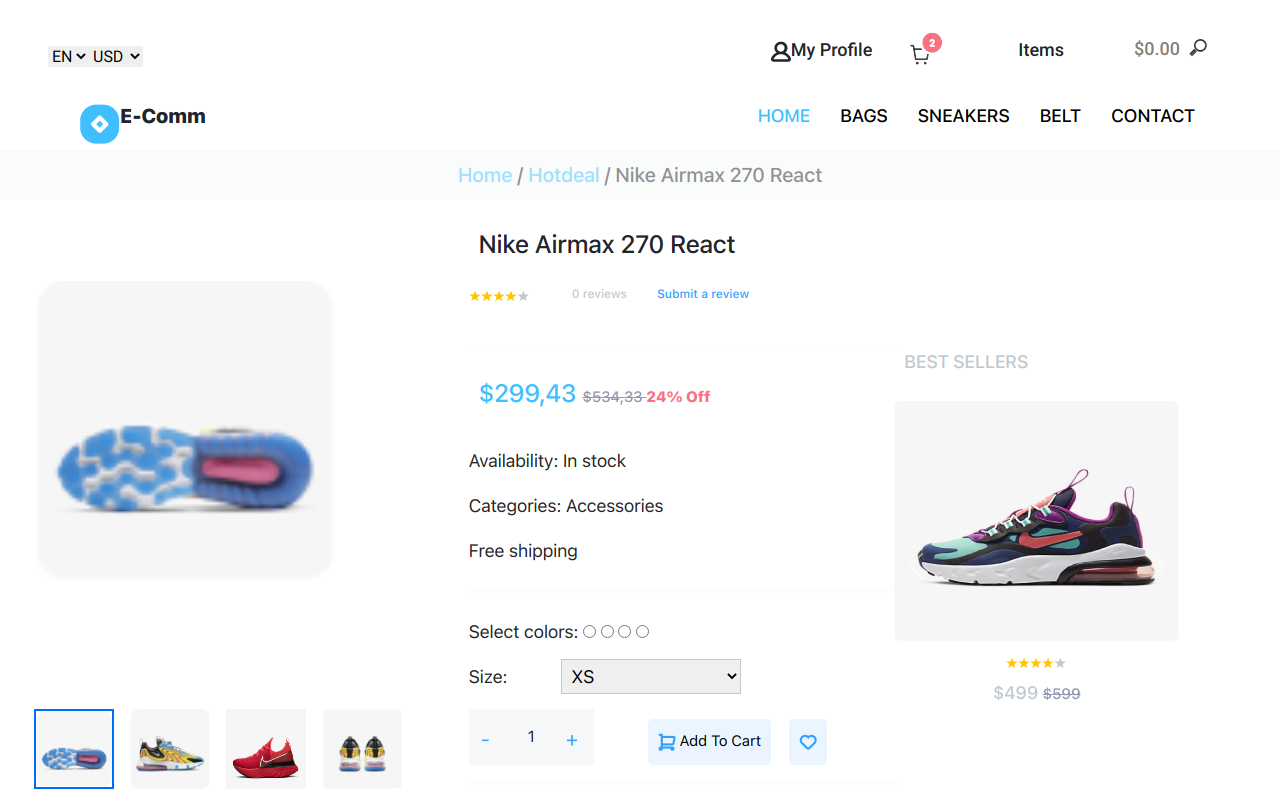 EN USD
My Profile
2
Items
$0.00
E-Comm
HOME BAGS SNEAKERS BELT CONTACT
Home / Hotdeal / Nike Airmax 270 React
Nike Airmax 270 React
0 reviews
Submit a review
BEST SELLERS
$299,43 $534,33 24% Off
Availability: In stock
Categories: Accessories
Free shipping
Select colors:
Size: XS
$499 $599
- 1 +
Add To Cart